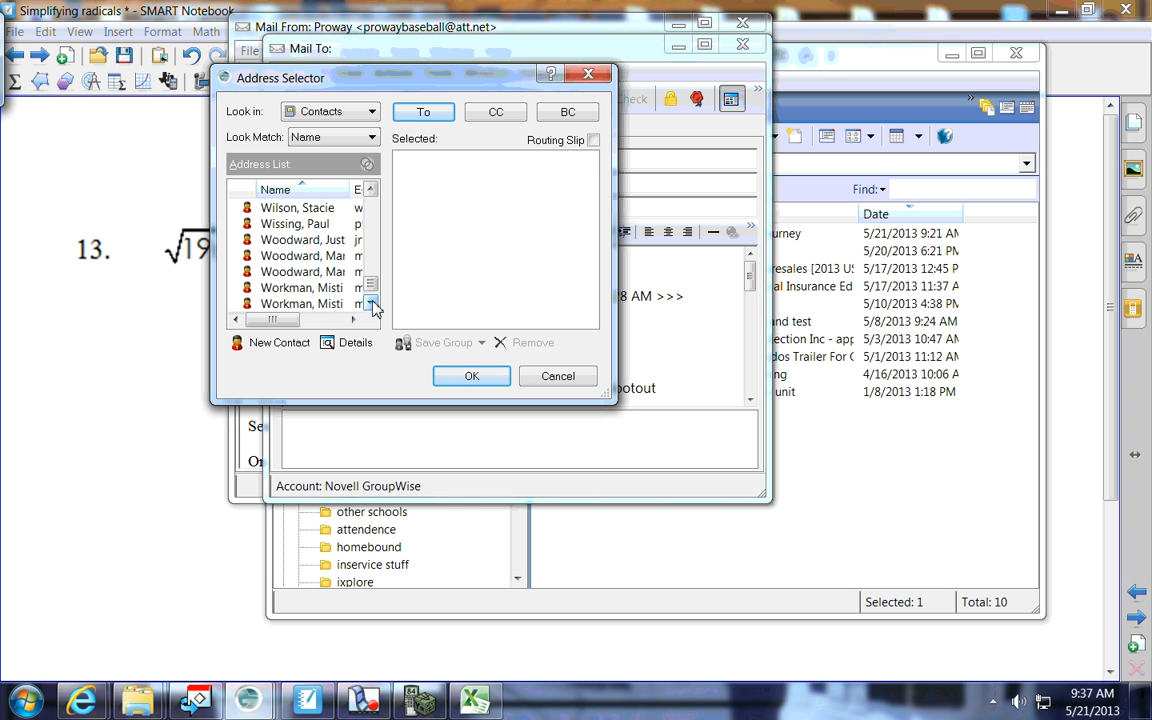 Simplifying radicals * - SMART Notebook
File Edit View Insert Format Math
Mail From: Proway <prowaybaseball@att.net>
File
Mail To:
Address Selector
Look in: Contacts
To
CC
BC
Look Match: Name
Selected:
Routing Slip
Address List
Name
Wilson, Stacie w
Wissing, Paul p
Woodward, Just jr
Woodward, Mar m
Woodward, Mar m
Workman, Misti m
Workman, Misti m
New Contact
Details
Save Group
Remove
OK
Cancel
13. √19
Find:
Date
urney 5/21/2013 9:21 AM
5/20/2013 6:21 PM
resales [2013 US 5/17/2013 12:45 P
al Insurance Ed 5/17/2013 11:37 A
5/10/2013 4:38 PM
nd test 5/8/2013 9:24 AM
ection Inc - app 5/3/2013 10:47 AM
dos Trailer For C 5/1/2013 11:12 AM
ng 4/16/2013 10:06 A
unit 1/8/2013 1:18 PM
8 AM >>>
ootout
Se
On
Account: Novell GroupWise
other schools
attendence
homebound
inservice stuff
ixplore
Selected: 1
Total: 10
9:37 AM
5/21/2013